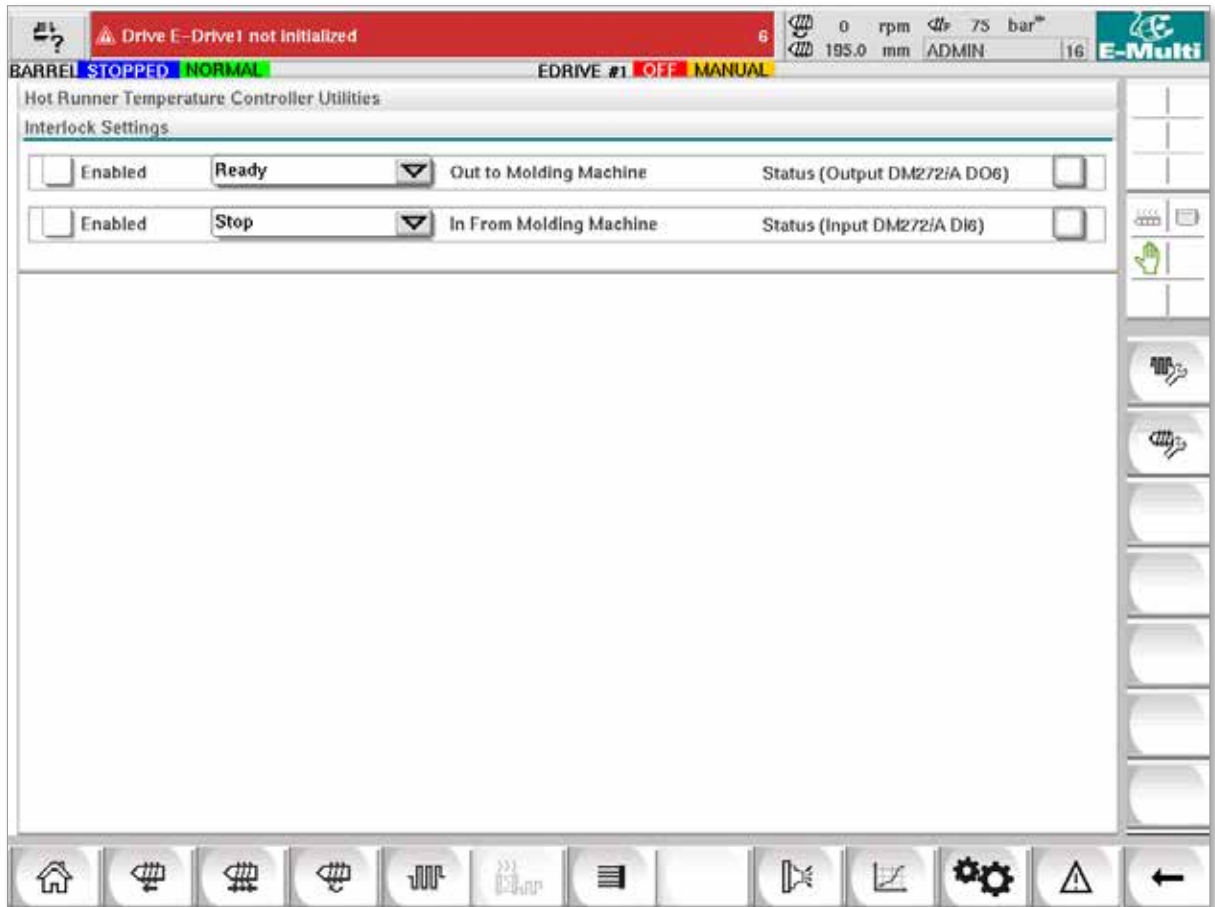 Drive E-Drive1 not initialized 6
0 rpm 75 bar
195.0 mm ADMIN 16
E-Multi
BARREL STOPPED NORMAL EDRIVE #1 OFF MANUAL
Hot Runner Temperature Controller Utilities
Interlock Settings
Enabled Ready Out to Molding Machine Status (Output DM272/A DO6)
Enabled Stop In From Molding Machine Status (Input DM272/A DI6)